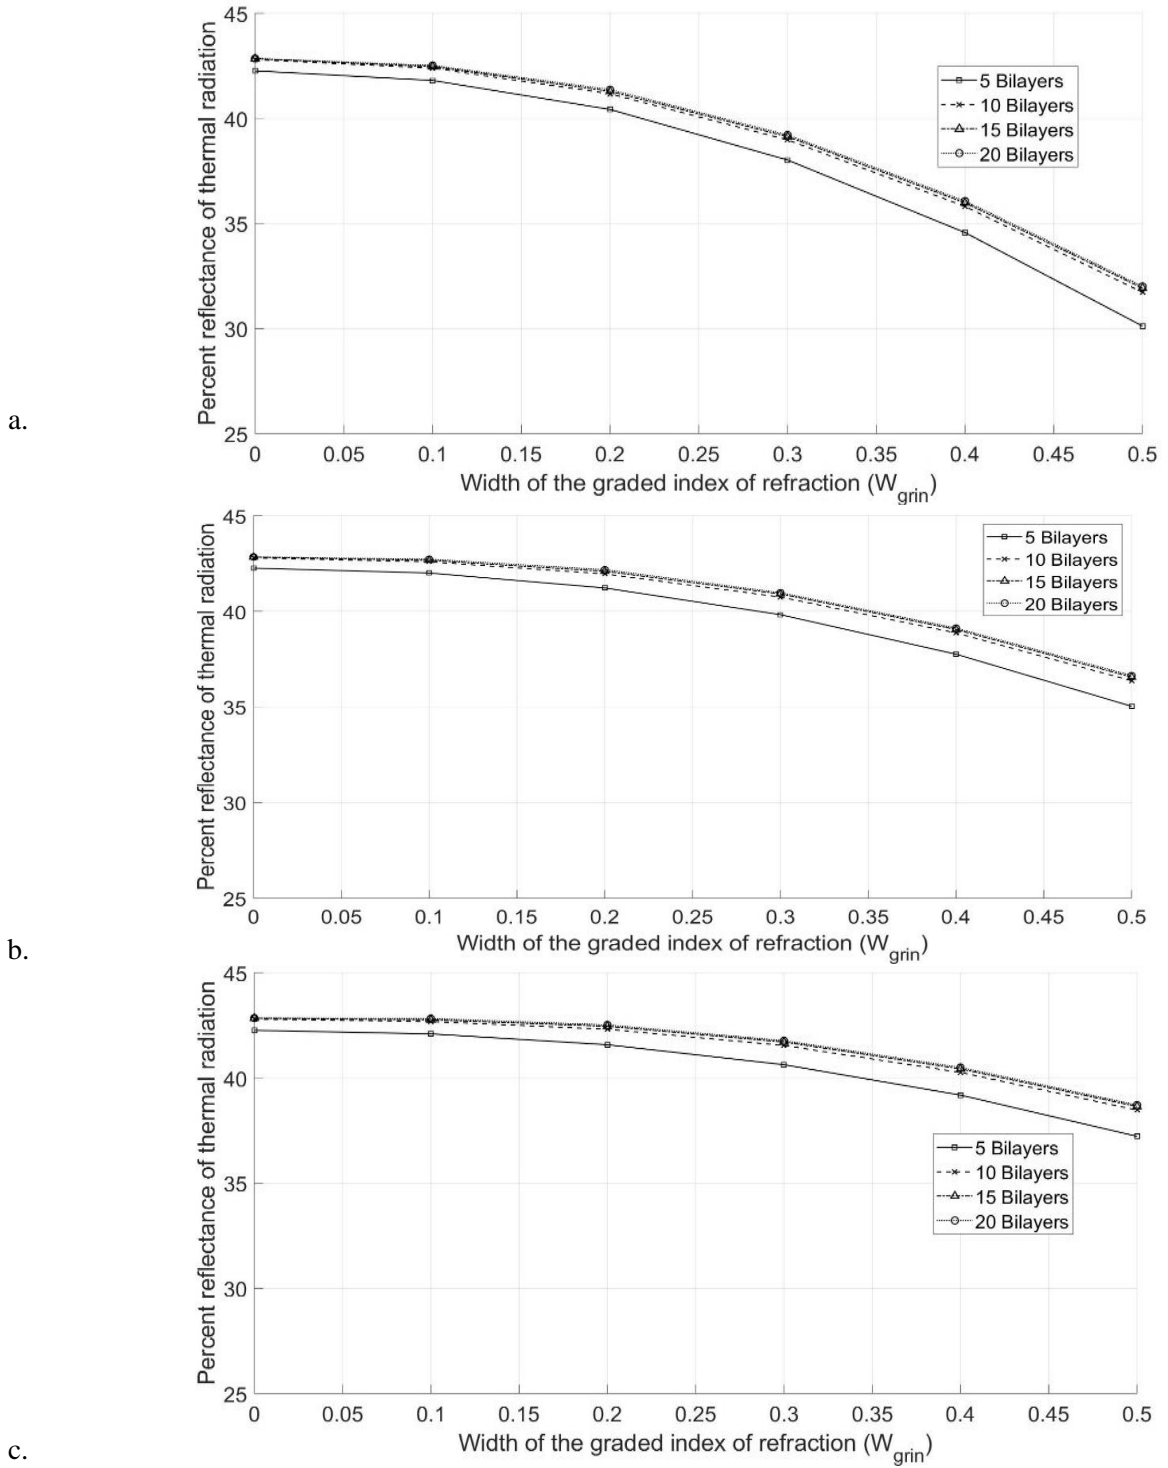 45
40
35
30
25
Percent reflectance of thermal radiation
5 Bilayers
10 Bilayers
15 Bilayers
20 Bilayers
a.
0 0.05 0.1 0.15 0.2 0.25 0.3 0.35 0.4 0.45 0.5
Width of the graded index of refraction (Wgrin)
45
40
35
30
25
Percent reflectance of thermal radiation
5 Bilayers
10 Bilayers
15 Bilayers
20 Bilayers
0 0.05 0.1 0.15 0.2 0.25 0.3 0.35 0.4 0.45 0.5
b.
Width of the graded index of refraction (Wgrin)
45
40
35
30
25
Percent reflectance of thermal radiation
5 Bilayers
10 Bilayers
15 Bilayers
20 Bilayers
0 0.05 0.1 0.15 0.2 0.25 0.3 0.35 0.4 0.45 0.5
c.
Width of the graded index of refraction (Wgrin)